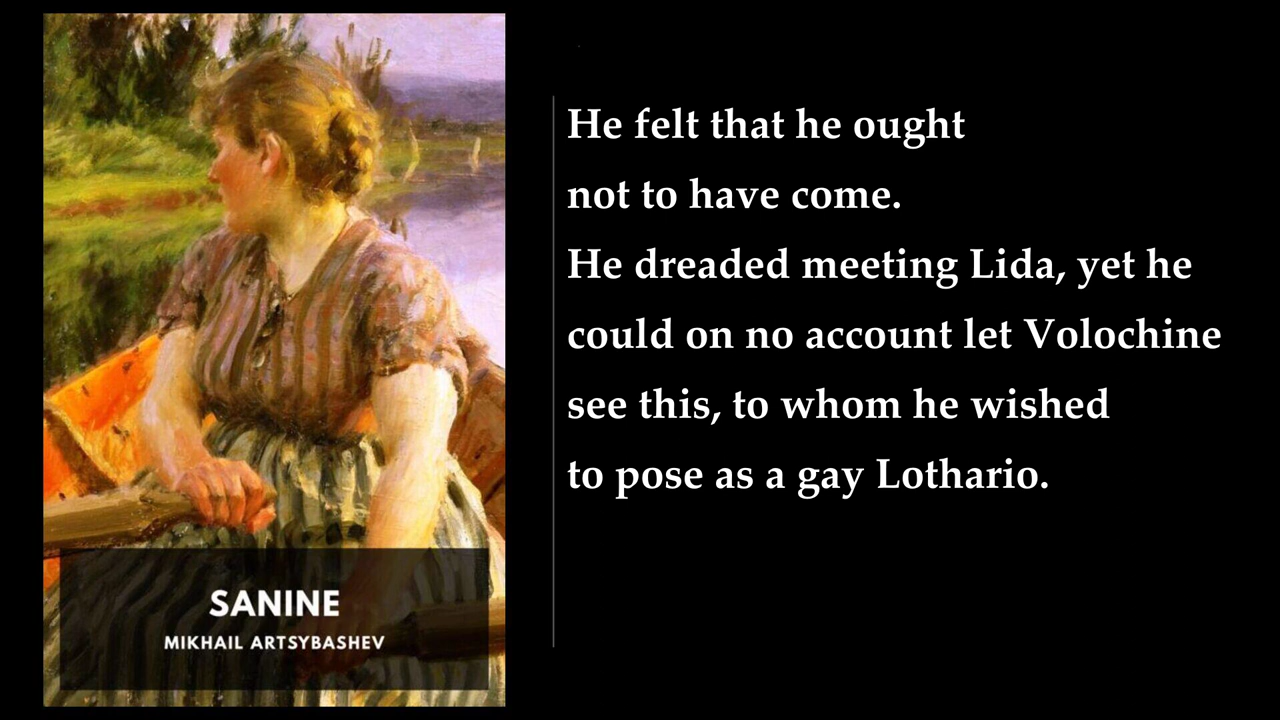 He felt that he ought
not to have come.
He dreaded meeting Lida, yet he
could on no account let Volochine
see this, to whom he wished
to pose as a gay Lothario.
SANINE
MIKHAIL ARTSYBASHEV